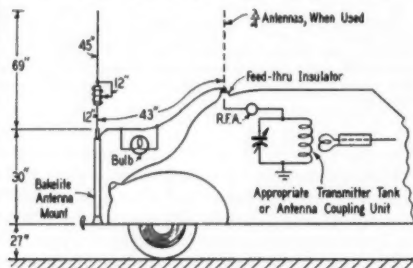 3/4 Antennas, When Used
45"
69"
12"
43"
12"
Feed-thru Insulator
R.F.A.
Bulb
30"
Bakelite
Antenna
Mount
Appropriate Transmitter Tank
or Antenna Coupling Unit
27"